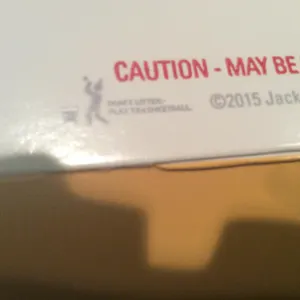 CAUTION - MAY BE
DON'T LITTER-
PLAY TRASHKETBALL
©2015 Jack